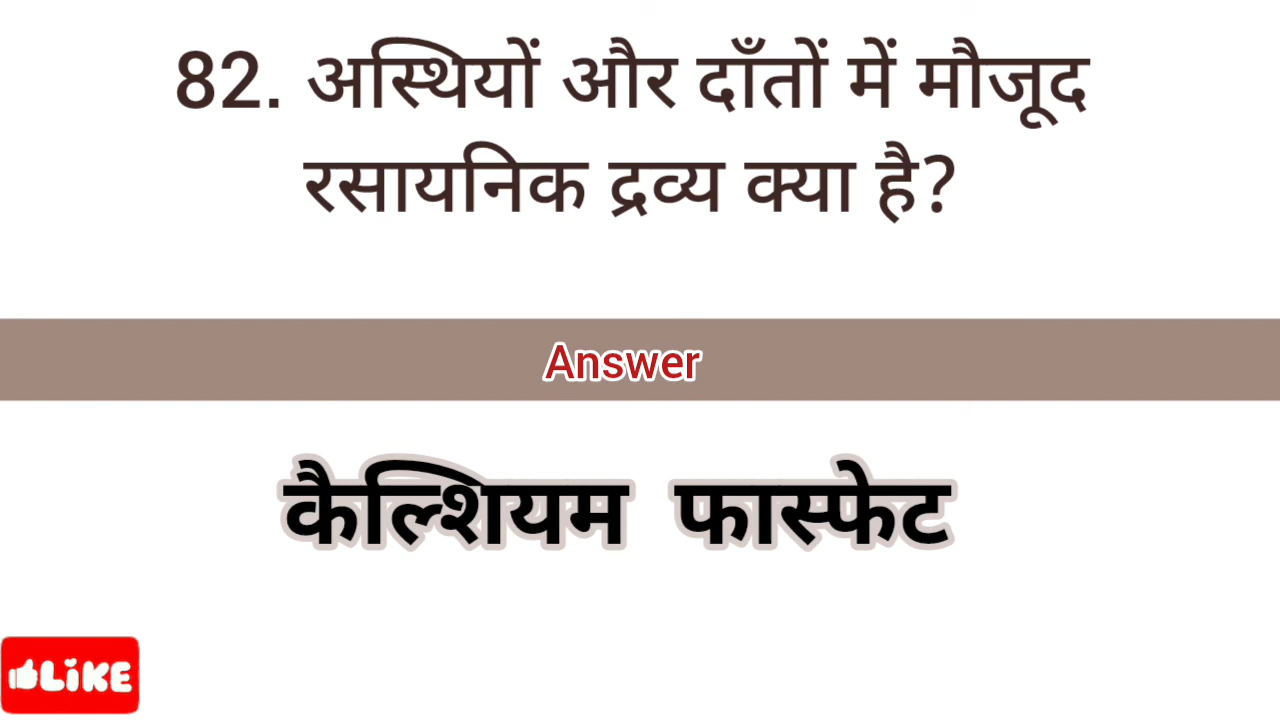 82. अस्थियों और दाँतों में मौजूद
रसायनिक द्रव्य क्या है?
Answer
कैल्शियम फास्फेट
LiKE